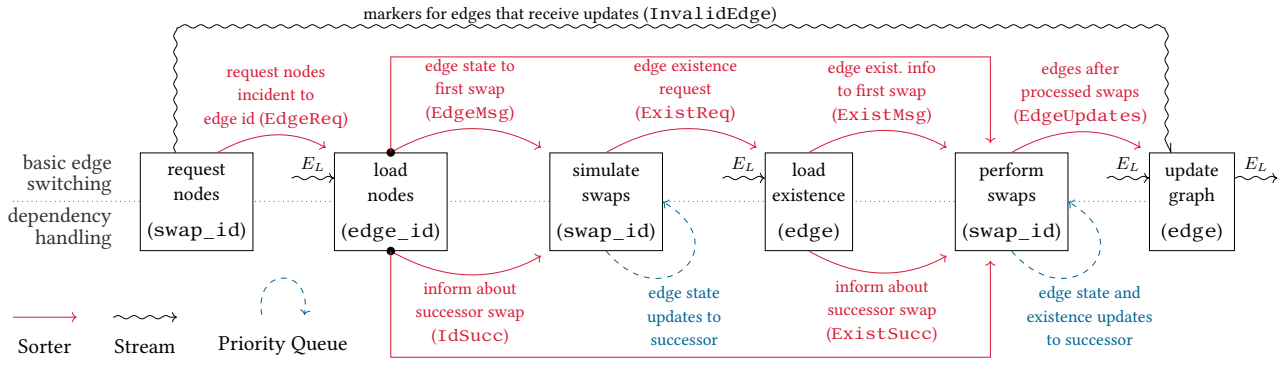 markers for edges that receive updates (InvalidEdge)
request nodes
incident to
edge id (EdgeReq)
edge state to
first swap
(EdgeMsg)
edge existence
request
(ExistReq)
edge exist. info
to first swap
(ExistMsg)
edges after
processed swaps
(EdgeUpdates)
basic edge
switching
dependency
handling
request
nodes
(swap_id)
E_L
load
nodes
(edge_id)
simulate
swaps
(swap_id)
E_L
load
existence
(edge)
perform
swaps
(swap_id)
E_L
update
graph
(edge)
E_L
inform about
successor swap
(IdSucc)
edge state
updates to
successor
inform about
successor swap
(ExistSucc)
edge state and
existence updates
to successor
Sorter
Stream
Priority Queue